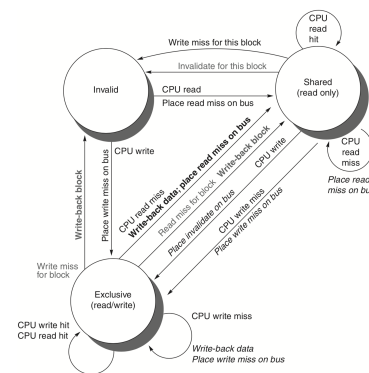 CPU
read
hit
Write miss for this block
Invalidate for this block
Invalid
CPU read
Place read miss on bus
Shared
(read only)
CPU write
Place write miss on bus
CPU
read
miss
Place read
miss on bu
Write-back block
CPU read miss
Write-back data; place read miss on bus
Read miss for block
Write-back block
CPU write
Place invalidate on bus
CPU write miss
Place write miss on bus
Write miss
for block
Exclusive
(read/write)
CPU write hit
CPU read hit
CPU write miss
Write-back data
Place write miss on bus